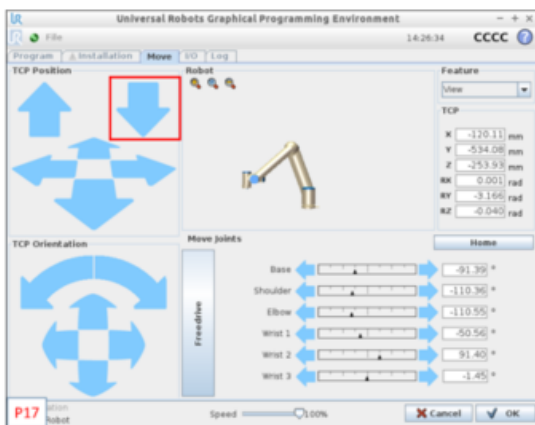 Universal Robots Graphical Programming Environment
File
14:26:34 CCCC ?
Program Installation Move I/O Log
TCP Position
Robot
Feature
View
TCP
X -120.11 mm
Y -534.08 mm
Z -253.93 mm
RX 0.001 rad
RY -3.166 rad
RZ -0.040 rad
TCP Orientation
Move Joints
Home
Freedrive
Base -91.39 °
Shoulder -110.36 °
Elbow -110.55 °
Wrist 1 -50.56 °
Wrist 2 91.40 °
Wrist 3 -1.45 °
P17
Robot
Speed 100%
Cancel
OK